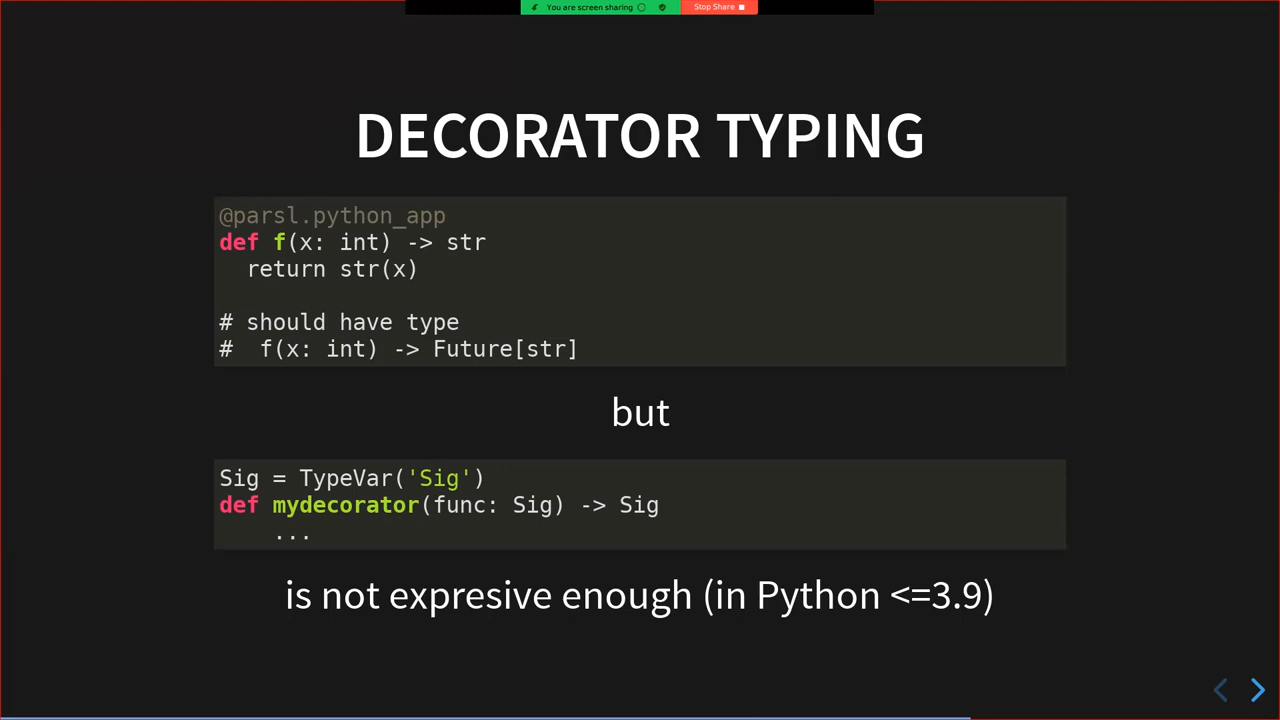 You are screen sharing
Stop Share
DECORATOR TYPING
@parsl.python_app
def f(x: int) -> str
  return str(x)
# should have type
#  f(x: int) -> Future[str]
but
Sig = TypeVar('Sig')
def mydecorator(func: Sig) -> Sig
    ...
is not expresive enough (in Python <=3.9)